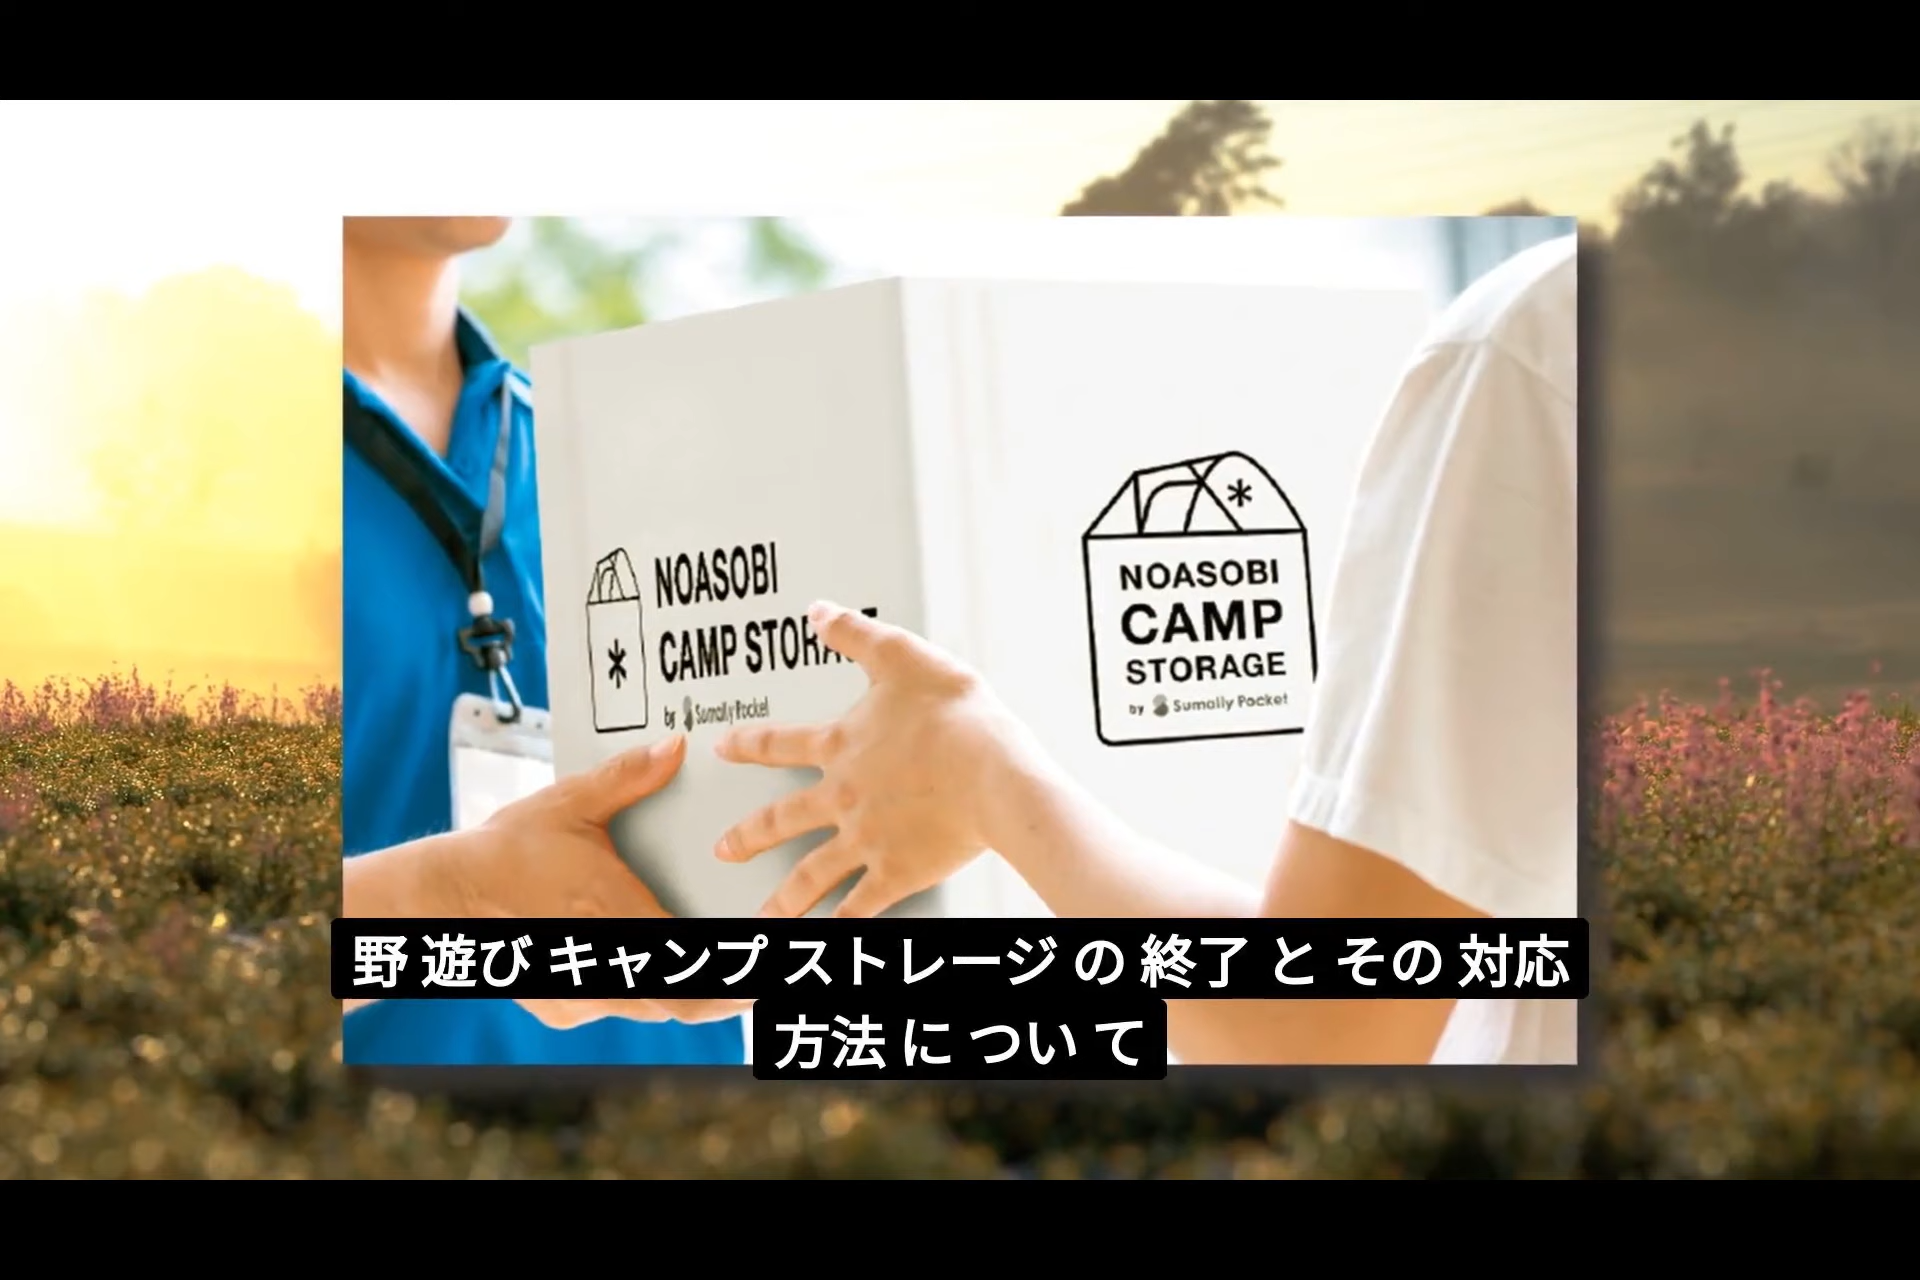 NOASOBI
CAMP STORAGE
by Sumally Pocket
NOASOBI
CAMP
STORAGE
by Sumally Pocket
野 遊び キャンプ ストレージ の 終了 と その 対応
方法 に つい て